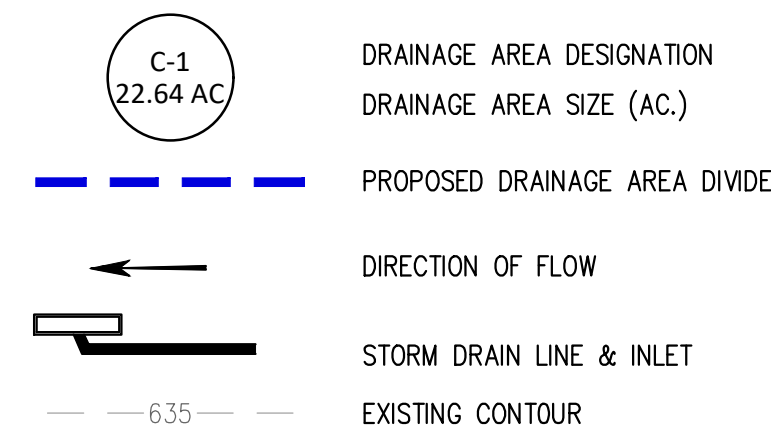 C-1
22.64 AC
DRAINAGE AREA DESIGNATION
DRAINAGE AREA SIZE (AC.)
PROPOSED DRAINAGE AREA DIVIDE
DIRECTION OF FLOW
STORM DRAIN LINE & INLET
635
EXISTING CONTOUR